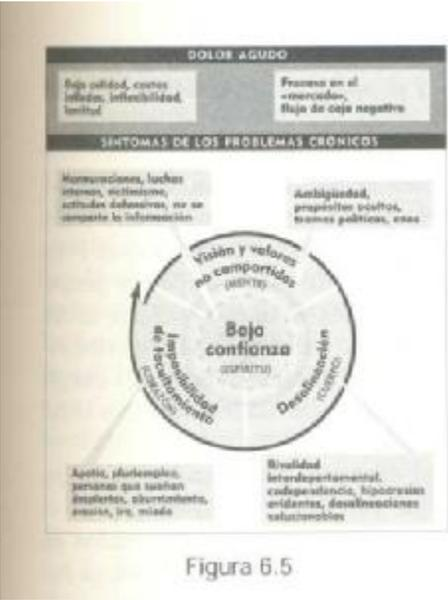 DOLOR AGUDO
Baja calidad, costos
inflados, inflexibilidad,
lentitud
Fracaso en el
«mercado»,
flujo de caja negativo
SÍNTOMAS DE LOS PROBLEMAS CRÓNICOS
Murmuraciones, luchas
internas, victimismo,
actitudes defensivas, no se
comparte la información
Ambigüedad,
propósitos ocultos,
políticas, caos
Visión y valores
no compartidos
(MENTE)
Baja
confianza
(ESPÍRITU)
Imposibilidad
de facultamiento
(CORAZÓN)
Desalineación
(CUERPO)
Apatía, pluriempleo,
personas que sueñan
despiertas, aburrimiento,
evasión, ira, miedo
Rivalidad
interdepartamental,
codependencia, hipocresías
evidentes, desalineaciones
solucionables
Figura 6.5